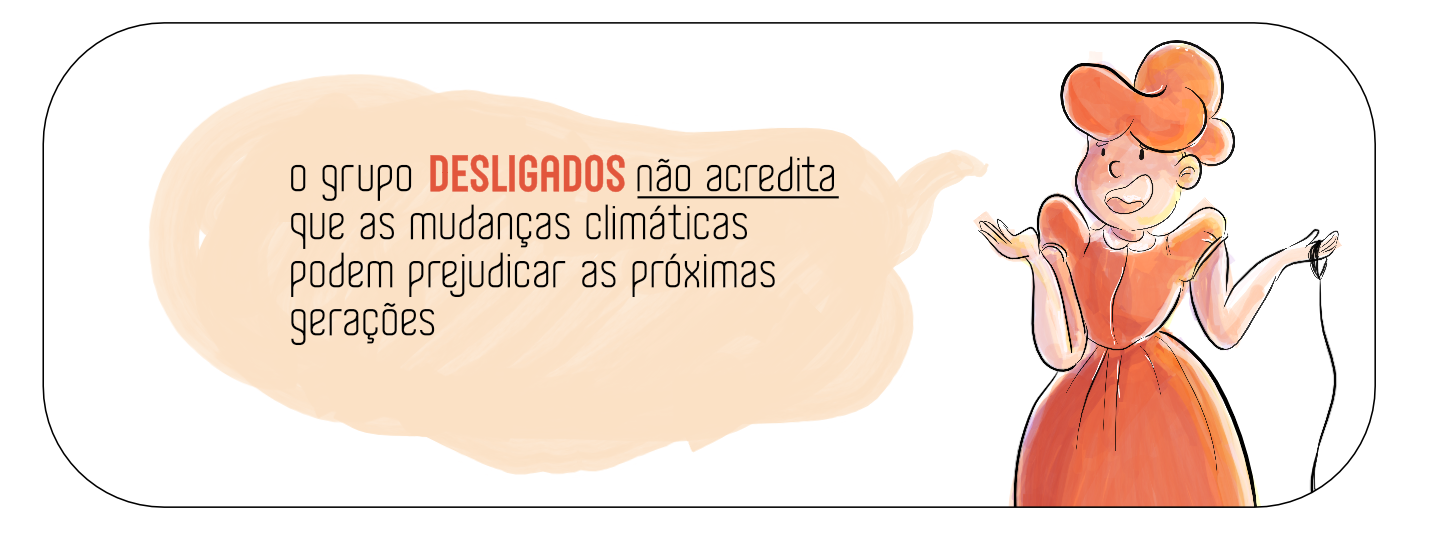 o grupo DESLIGADOS não acredita
que as mudanças climáticas
podem prejudicar as próximas
gerações